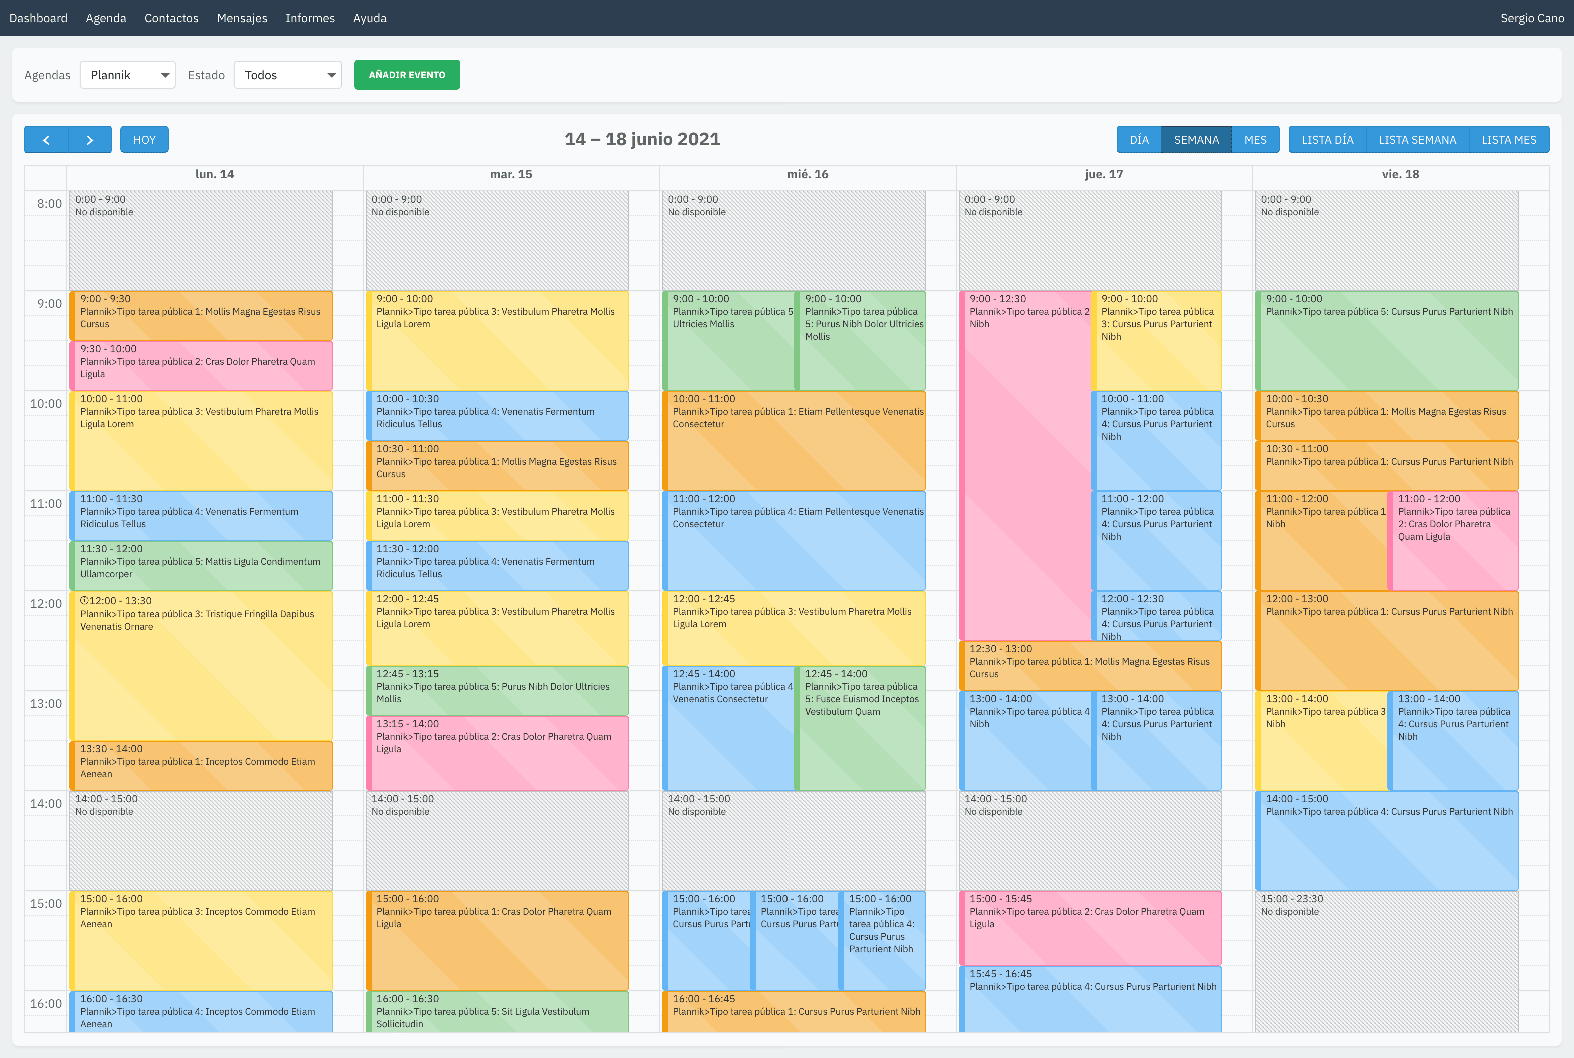 Dashboard Agenda Contactos Mensajes Informes Ayuda Sergio Cano
Agendas Plannik Estado Todos AÑADIR EVENTO
HOY 14 – 18 junio 2021 DÍA SEMANA MES LISTA DÍA LISTA SEMANA LISTA MES
lun. 14 mar. 15 mié. 16 jue. 17 vie. 18
8:00
9:00
10:00
11:00
12:00
13:00
14:00
15:00
16:00
0:00 - 9:00
No disponible
9:00 - 9:30
Plannik>Tipo tarea pública 1: Mollis Magna Egestas Risus
Cursus
9:30 - 10:00
Plannik>Tipo tarea pública 2: Cras Dolor Pharetra Quam
Ligula
10:00 - 11:00
Plannik>Tipo tarea pública 3: Vestibulum Pharetra Mollis
Ligula Lorem
11:00 - 11:30
Plannik>Tipo tarea pública 4: Venenatis Fermentum
Ridiculus Tellus
11:30 - 12:00
Plannik>Tipo tarea pública 5: Mattis Ligula Condimentum
Ullamcorper
12:00 - 13:30
Plannik>Tipo tarea pública 3: Tristique Fringilla Dapibus
Venenatis Ornare
13:30 - 14:00
Plannik>Tipo tarea pública 1: Inceptos Commodo Etiam
Aenean
14:00 - 15:00
No disponible
15:00 - 16:00
Plannik>Tipo tarea pública 3: Inceptos Commodo Etiam
Aenean
16:00 - 16:30
Plannik>Tipo tarea pública 4: Inceptos Commodo Etiam
Aenean
0:00 - 9:00
No disponible
9:00 - 10:00
Plannik>Tipo tarea pública 3: Vestibulum Pharetra Mollis
Ligula Lorem
10:00 - 10:30
Plannik>Tipo tarea pública 4: Venenatis Fermentum
Ridiculus Tellus
10:30 - 11:00
Plannik>Tipo tarea pública 1: Mollis Magna Egestas Risus
Cursus
11:00 - 11:30
Plannik>Tipo tarea pública 3: Vestibulum Pharetra Mollis
Ligula Lorem
11:30 - 12:00
Plannik>Tipo tarea pública 4: Venenatis Fermentum
Ridiculus Tellus
12:00 - 12:45
Plannik>Tipo tarea pública 3: Vestibulum Pharetra Mollis
Ligula Lorem
12:45 - 13:15
Plannik>Tipo tarea pública 5: Purus Nibh Dolor Ultricies
Mollis
13:15 - 14:00
Plannik>Tipo tarea pública 2: Cras Dolor Pharetra Quam
Ligula
14:00 - 15:00
No disponible
15:00 - 16:00
Plannik>Tipo tarea pública 1: Cras Dolor Pharetra Quam
Ligula
16:00 - 16:30
Plannik>Tipo tarea pública 5: Sit Ligula Vestibulum
Sollicitudin
0:00 - 9:00
No disponible
9:00 - 10:00
Plannik>Tipo tarea pública 5
Ultricies Mollis
9:00 - 10:00
Plannik>Tipo tarea pública
5: Purus Nibh Dolor Ultricies
Mollis
10:00 - 11:00
Plannik>Tipo tarea pública 1: Etiam Pellentesque Venenatis
Consectetur
11:00 - 12:00
Plannik>Tipo tarea pública 4: Etiam Pellentesque Venenatis
Consectetur
12:00 - 12:45
Plannik>Tipo tarea pública 3: Vestibulum Pharetra Mollis
Ligula Lorem
12:45 - 14:00
Plannik>Tipo tarea pública 4
Venenatis Consectetur
12:45 - 14:00
Plannik>Tipo tarea pública
5: Fusce Euismod Inceptos
Vestibulum Quam
14:00 - 15:00
No disponible
15:00 - 16:00
Plannik>Tipo tarea
Cursus Purus Part
15:00 - 16:00
Plannik>Tipo tarea
Cursus Purus Part
15:00 - 16:00
Plannik>Tipo
tarea pública 4:
Cursus Purus
Parturient Nibh
16:00 - 16:45
Plannik>Tipo tarea pública 1: Cursus Purus Parturient Nibh
0:00 - 9:00
No disponible
9:00 - 12:30
Plannik>Tipo tarea pública 2
Nibh
9:00 - 10:00
Plannik>Tipo tarea pública
3: Cursus Purus Parturient
Nibh
10:00 - 11:00
Plannik>Tipo tarea pública
4: Cursus Purus Parturient
Nibh
11:00 - 12:00
Plannik>Tipo tarea pública
4: Cursus Purus Parturient
Nibh
12:00 - 12:30
Plannik>Tipo tarea pública
4: Cursus Purus Parturient
Nibh
12:30 - 13:00
Plannik>Tipo tarea pública 1: Mollis Magna Egestas Risus
Cursus
13:00 - 14:00
Plannik>Tipo tarea pública 4
Nibh
13:00 - 14:00
Plannik>Tipo tarea pública
4: Cursus Purus Parturient
Nibh
14:00 - 15:00
No disponible
15:00 - 15:45
Plannik>Tipo tarea pública 2: Cras Dolor Pharetra Quam
Ligula
15:45 - 16:45
Plannik>Tipo tarea pública 4: Cursus Purus Parturient Nibh
0:00 - 9:00
No disponible
9:00 - 10:00
Plannik>Tipo tarea pública 5: Cursus Purus Parturient Nibh
10:00 - 10:30
Plannik>Tipo tarea pública 1: Mollis Magna Egestas Risus
Cursus
10:30 - 11:00
Plannik>Tipo tarea pública 1: Cursus Purus Parturient Nibh
11:00 - 12:00
Plannik>Tipo tarea pública 1
Nibh
11:00 - 12:00
Plannik>Tipo tarea pública
2: Cras Dolor Pharetra
Quam Ligula
12:00 - 13:00
Plannik>Tipo tarea pública 1: Cursus Purus Parturient Nibh
13:00 - 14:00
Plannik>Tipo tarea pública 3
Nibh
13:00 - 14:00
Plannik>Tipo tarea pública
4: Cursus Purus Parturient
Nibh
14:00 - 15:00
Plannik>Tipo tarea pública 4: Cursus Purus Parturient Nibh
15:00 - 23:30
No disponible